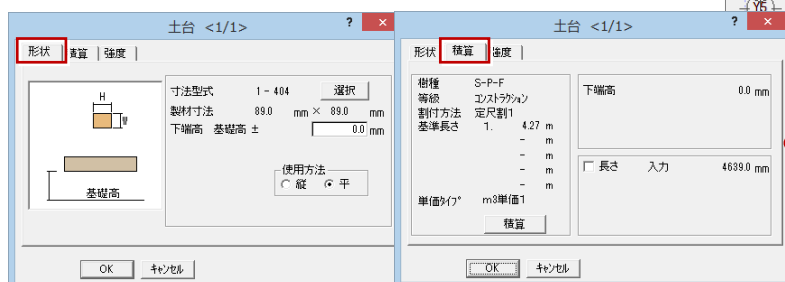 Y5
土台 <1/1>
?
×
形状
積算
強度
H
W
基礎高
寸法型式 1 - 404 選択
製材寸法 89.0 mm × 89.0 mm
下端高 基礎高 ± 0.0 mm
使用方法
縦 平
OK キャンセル
土台 <1/1>
?
×
形状
積算
強度
樹種 S-P-F
等級 コンストラクション
割付方法 定尺割1
基準長さ 1. 4.27 m
- m
- m
- m
- m
単価タイプ m3単価1
積算
下端高 0.0 mm
長さ 入力 4639.0 mm
OK キャンセル